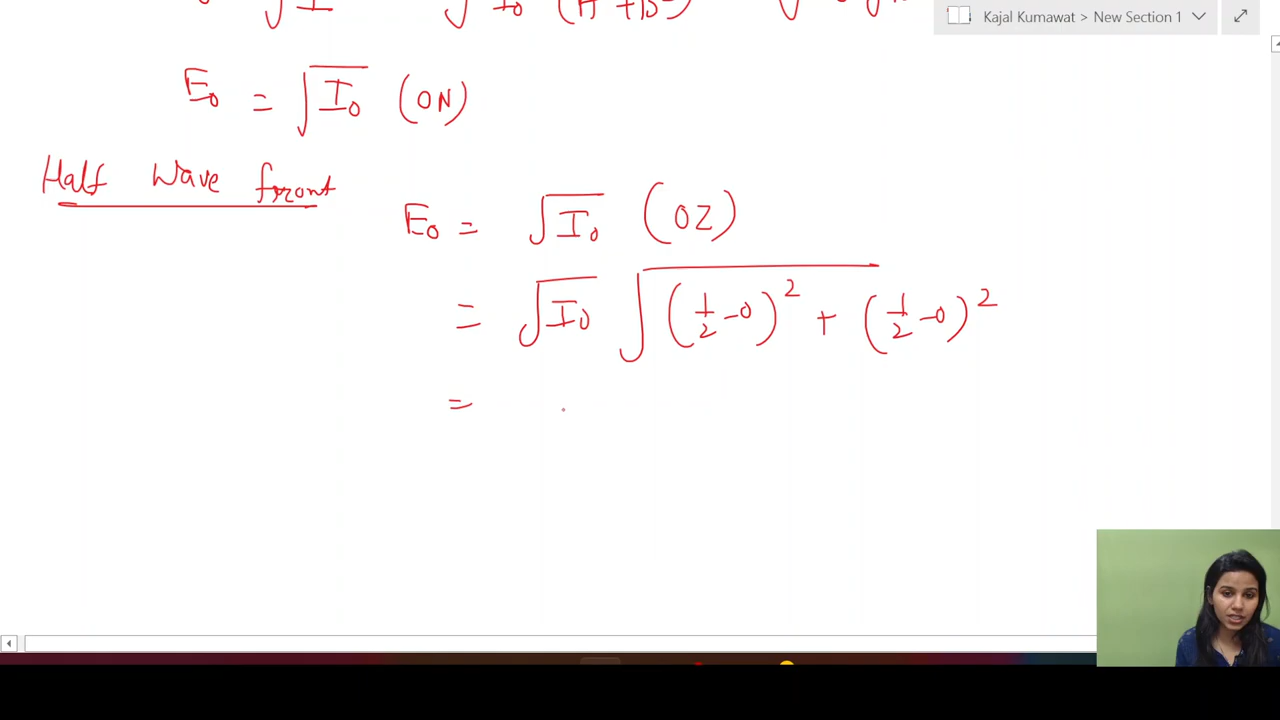 Kajal Kumawat > New Section 1
E₀ = √I₀ (ON)
Half Wave front
E₀ = √I₀ (OZ)
= √I₀ √(1/2-0)² + (1/2-0)²
=